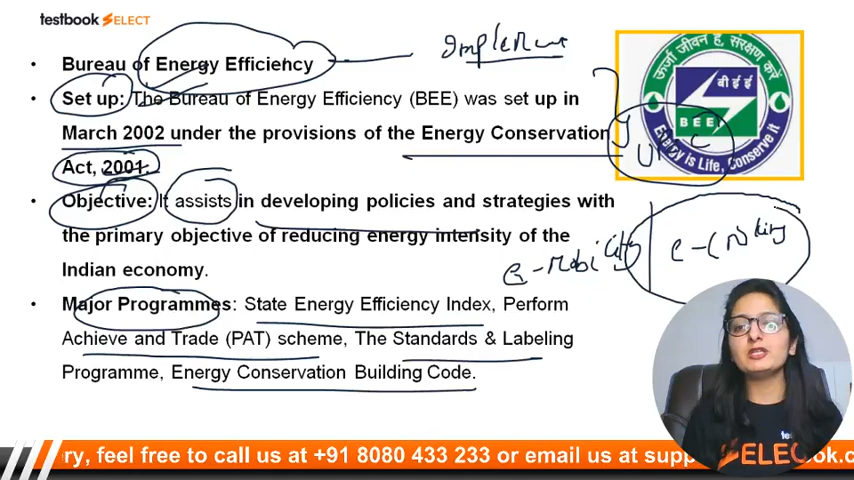 testbook SELECT
Bureau of Energy Efficiency
Implement
Set up: The Bureau of Energy Efficiency (BEE) was set up in
March 2002 under the provisions of the Energy Conservation
Act, 2001.
Objective: It assists in developing policies and strategies with
the primary objective of reducing energy intensity of the
Indian economy.
Major Programmes: State Energy Efficiency Index, Perform
Achieve and Trade (PAT) scheme, The Standards & Labeling
Programme, Energy Conservation Building Code.
ऊर्जा जीवन है, संरक्षण करें
बी ई ई
BEE
Energy is Life, Conserve it
e-Mobility
e-Cooking
SELEC
ry, feel free to call us at +91 8080 433 233 or email us at supp
ok.c